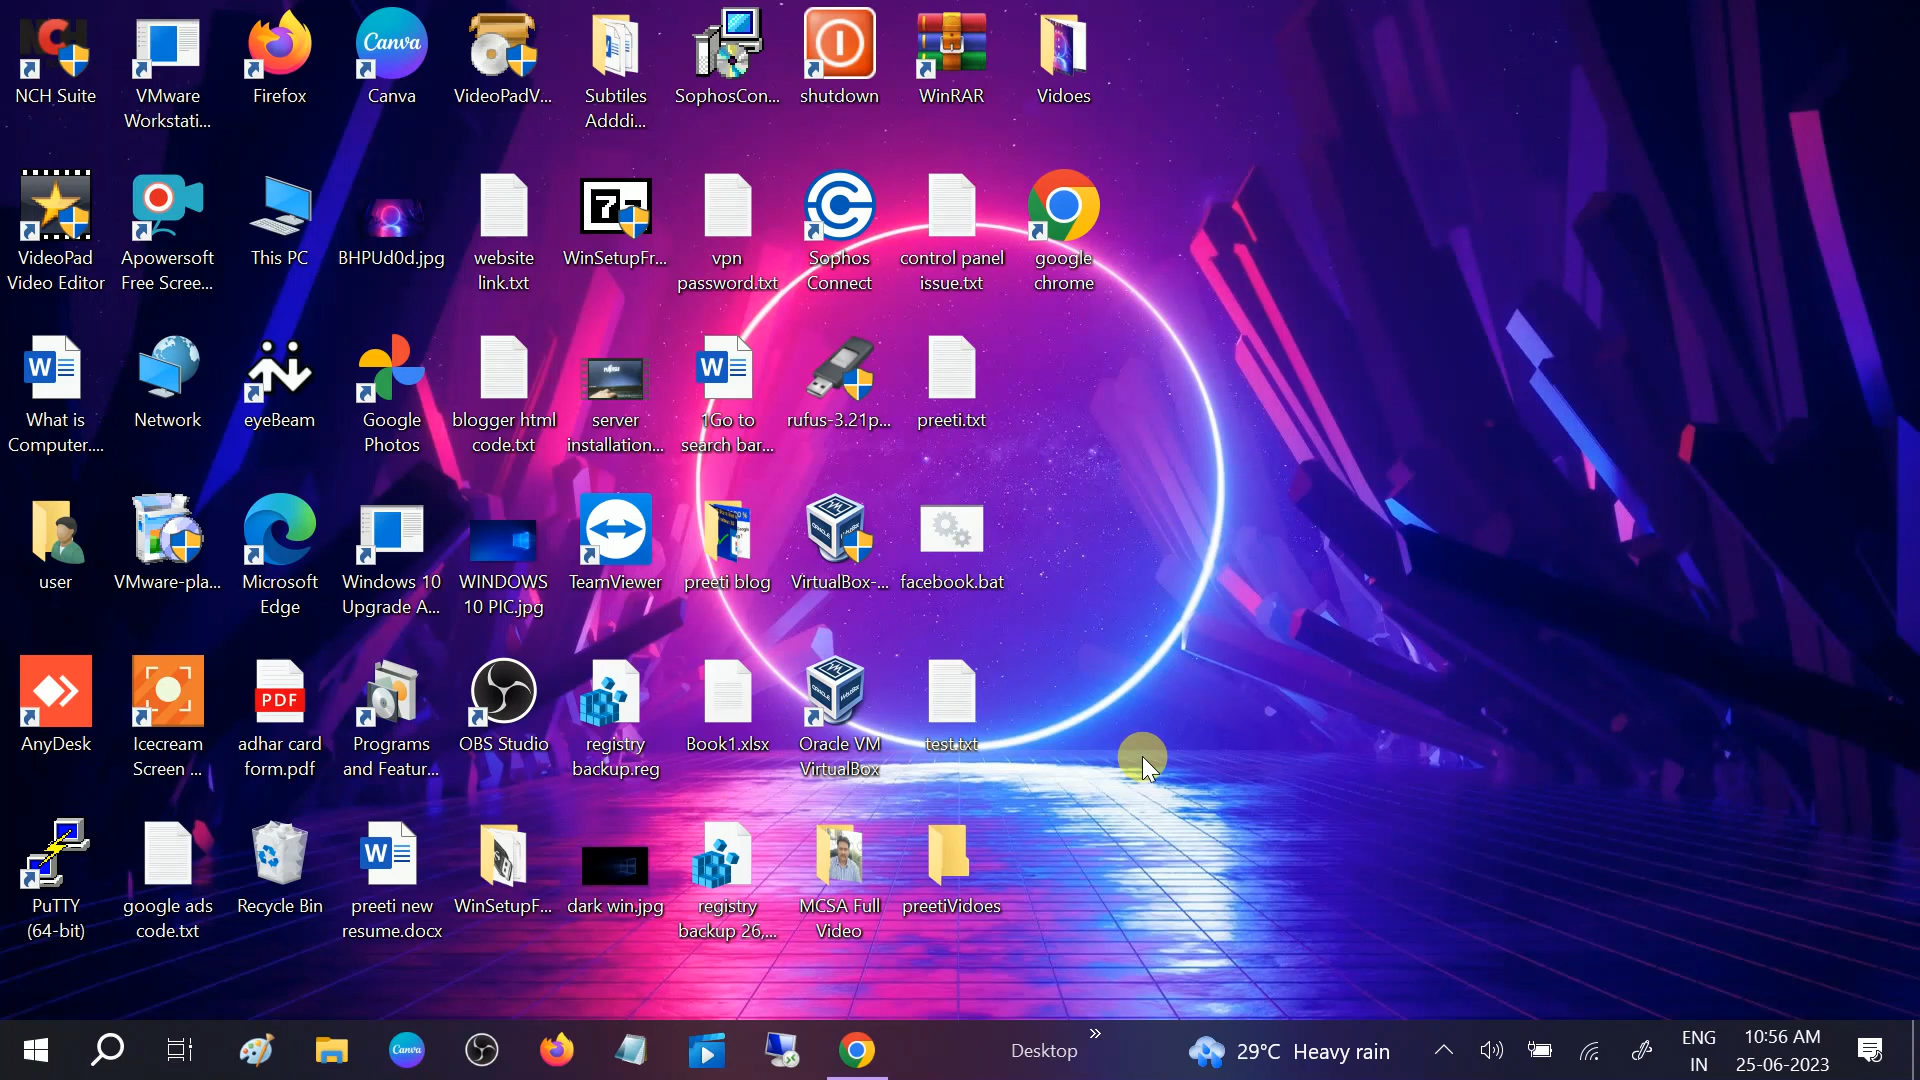 NCH Suite
VMware
Workstati...
Firefox
Canva
Canva
VideoPadV...
Subtiles
Adddi...
SophosCon...
shutdown
WinRAR
Vidoes
VideoPad
Video Editor
Apowersoft
Free Scree...
This PC
BHPUd0d.jpg
website
link.txt
WinSetupFr...
vpn
password.txt
Sophos
Connect
control panel
issue.txt
google
chrome
What is
Computer....
Network
eyeBeam
Google
Photos
blogger html
code.txt
server
installation...
1Go to
search bar...
rufus-3.21p...
preeti.txt
user
VMware-pla...
Microsoft
Edge
Windows 10
Upgrade A...
WINDOWS
10 PIC.jpg
TeamViewer
preeti blog
VirtualBox-...
facebook.bat
AnyDesk
Icecream
Screen ...
PDF
adhar card
form.pdf
Programs
and Featur...
OBS Studio
registry
backup.reg
Book1.xlsx
Oracle VM
VirtualBox
test.txt
PuTTY
(64-bit)
google ads
code.txt
Recycle Bin
preeti new
resume.docx
WinSetupF...
dark win.jpg
registry
backup 26,...
MCSA Full
Video
preetiVidoes
Canva
Desktop
29°C Heavy rain
ENG
IN
10:56 AM
25-06-2023